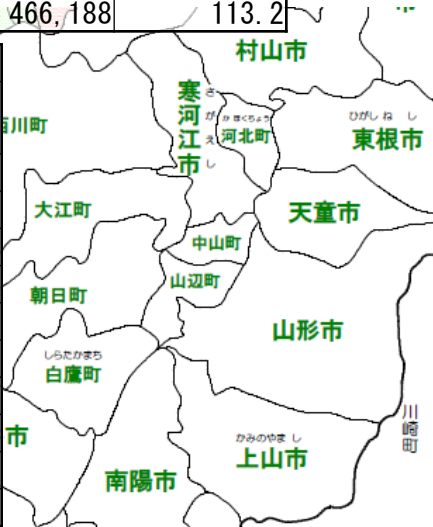 466,188 113.2
村山市
さがえし
寒河江市
かほくちょう
河北町
ひがしねし
東根市
川町
大江町
天童市
中山町
山辺町
朝日町
山形市
しらたかまち
白鷹町
川崎町
市
かみのやまし
上山市
南陽市